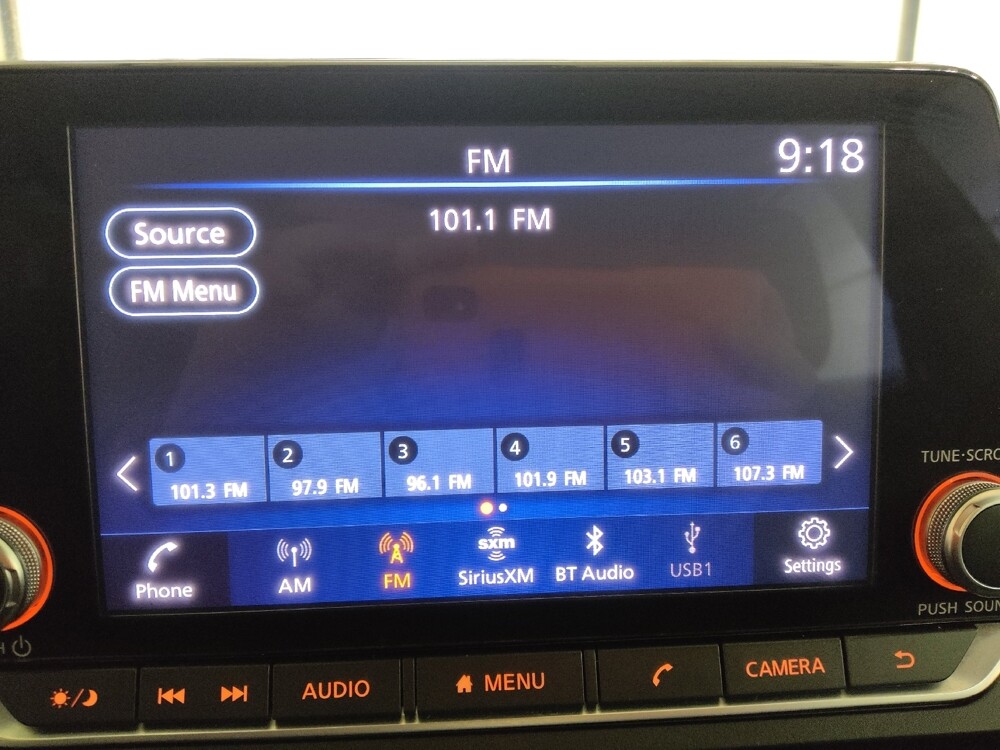 FM
9:18
Source
101.1 FM
FM Menu
1
101.3 FM
2
97.9 FM
3
96.1 FM
4
101.9 FM
5
103.1 FM
6
107.3 FM
Phone
AM
FM
sxm
SiriusXM
BT Audio
USB1
Settings
TUNE·SCRO
PUSH SOUN
H
AUDIO
MENU
CAMERA